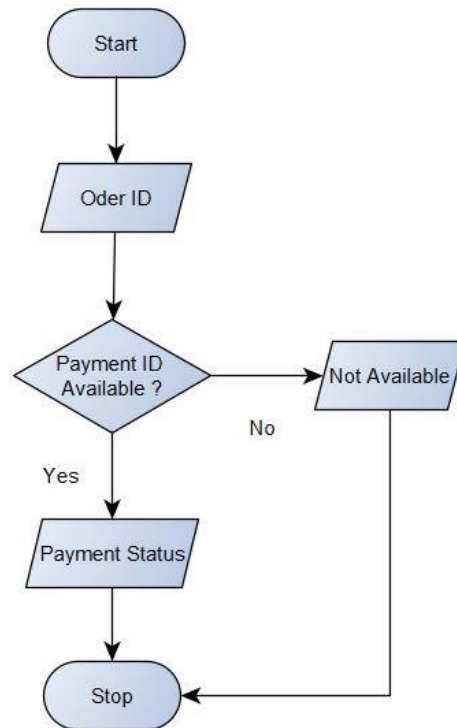 Start
Oder ID
Payment ID
Available ?
Not Available
No
Yes
Payment Status
Stop